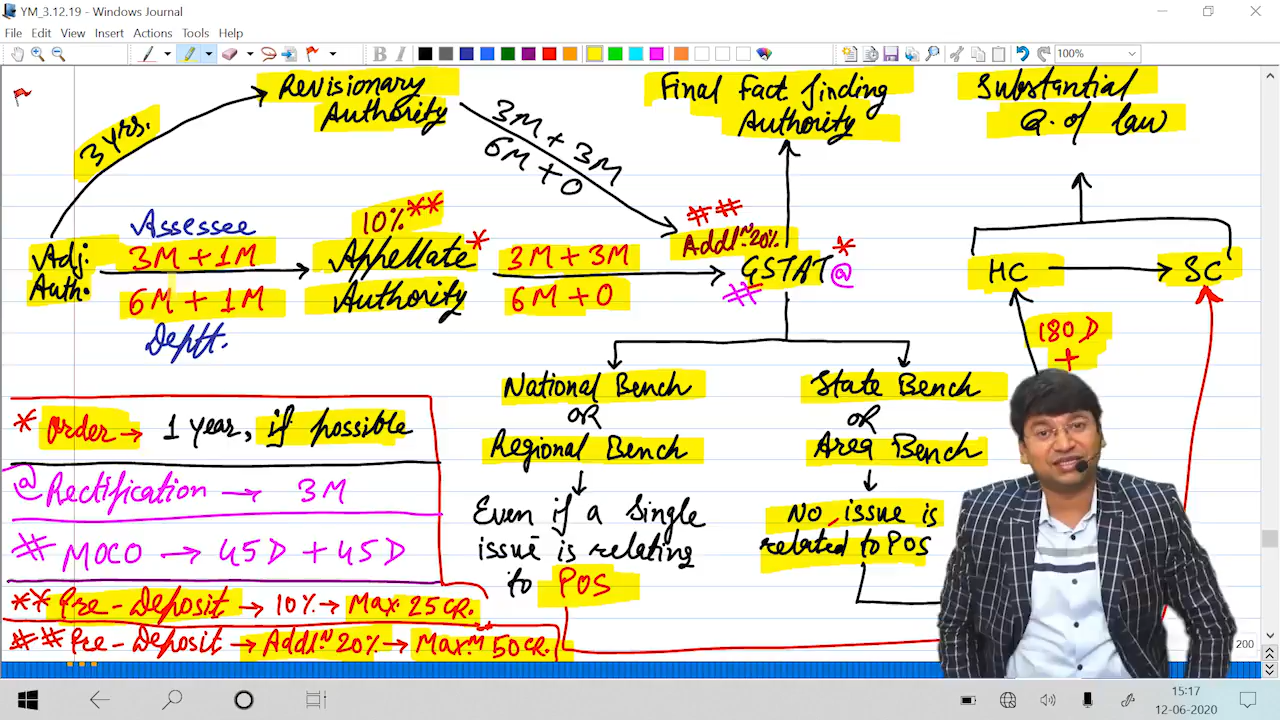 YM_3.12.19 - Windows Journal
File Edit View Insert Actions Tools Help
B I
100%
Revisionary
Authority
Final Fact finding
Authority
Substantial
Q. of law
3 yrs.
3M + 3M
6M + 0
Adj.
Auth.
Assessee
3M + 1M
6M + 1M
Deptt.
10%**
Appellate*
Authority
3M + 3M
6M + 0
##
Addl.ⁿ 20%
GSTAT*
@
#
HC
SC
180 D
+
National Bench
OR
Regional Bench
Even if a single
issue is relating
to POS
State Bench
OR
Area Bench
No issue is
related to POS
* Order → 1 year, if possible
@ Rectification → 3M
# MOCO → 45D + 45D
** Pre-Deposit → 10% → Max. 25 CR.
## Pre-Deposit → Addl.ⁿ 20% → Max.ᵐ 50 CR.
200
15:17
12-06-2020